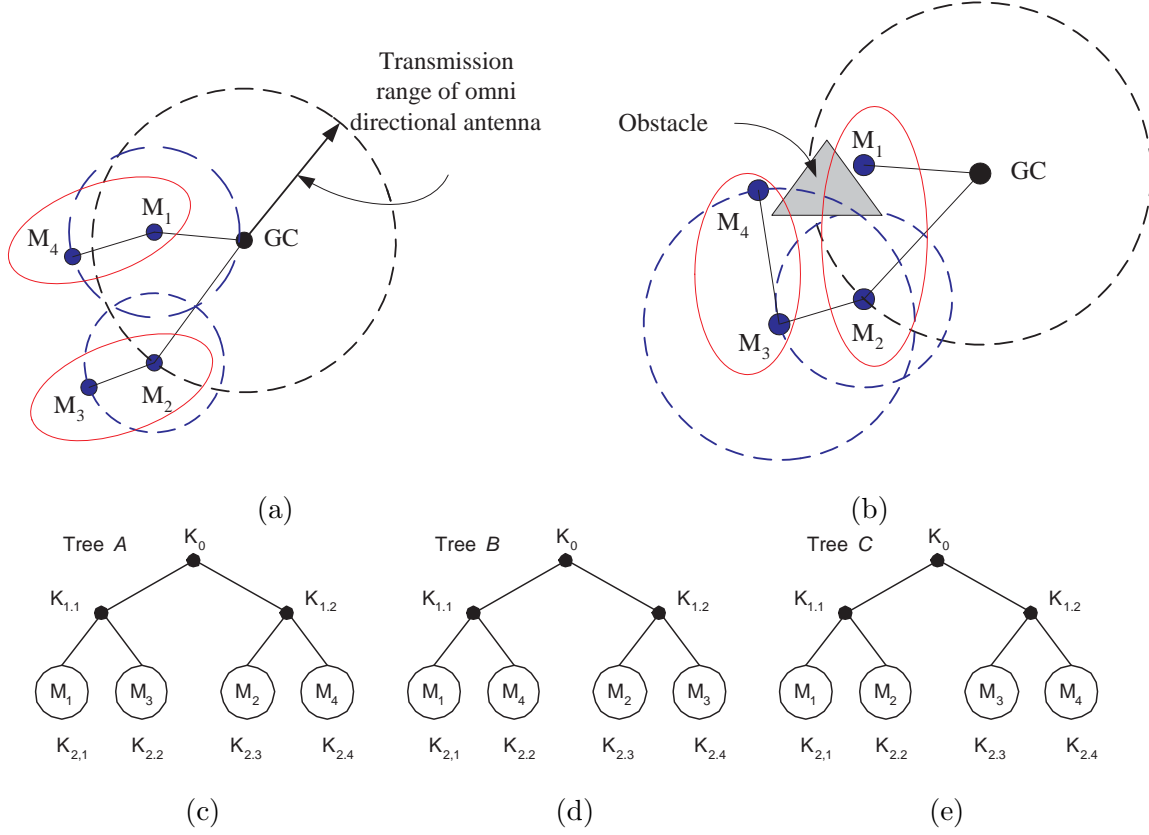 Transmission
range of omni
directional antenna
M₁
M₄
GC
M₃
M₂
(a)
Obstacle
M₁
GC
M₄
M₃
M₂
(b)
Tree A
K₀
K₁.₁
K₁.₂
M₁ M₃ M₂ M₄
K₂,₁ K₂.₂ K₂.₃ K₂.₄
(c)
Tree B
K₀
K₁.₁
K₁.₂
M₁ M₄ M₂ M₃
K₂,₁ K₂.₂ K₂.₃ K₂.₄
(d)
Tree C
K₀
K₁.₁
K₁.₂
M₁ M₂ M₃ M₄
K₂,₁ K₂.₂ K₂.₃ K₂.₄
(e)